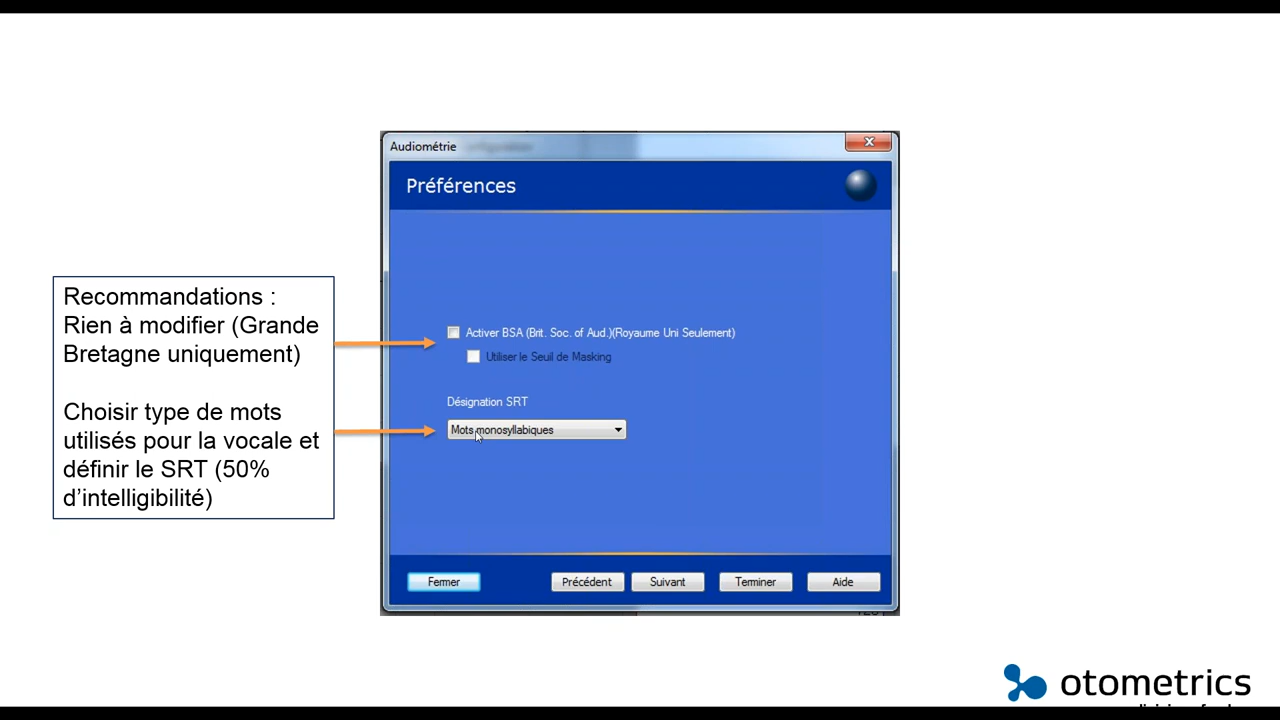 Audiométrie
Préférences
Recommandations :
Rien à modifier (Grande
Bretagne uniquement)
Choisir type de mots
utilisés pour la vocale et
définir le SRT (50%
d’intelligibilité)
Activer BSA (Brit. Soc. of Aud.)(Royaume Uni Seulement)
Utiliser le Seuil de Masking
Désignation SRT
Mots monosyllabiques
Fermer
Précédent
Suivant
Terminer
Aide
otometrics